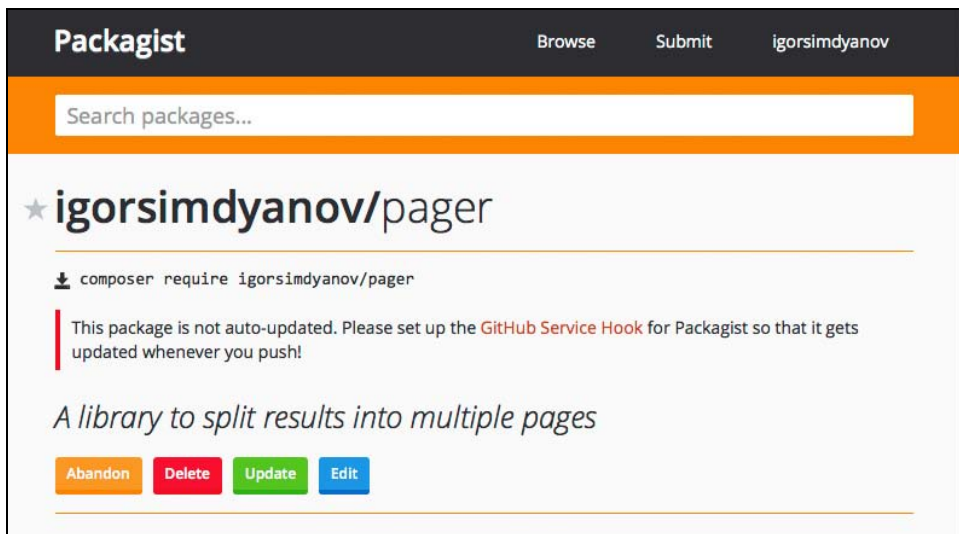 Packagist Browse Submit igorsimdyanov
Search packages...
igorsimdyanov/pager
composer require igorsimdyanov/pager
This package is not auto-updated. Please set up the GitHub Service Hook for Packagist so that it gets
updated whenever you push!
A library to split results into multiple pages
Abandon Delete Update Edit